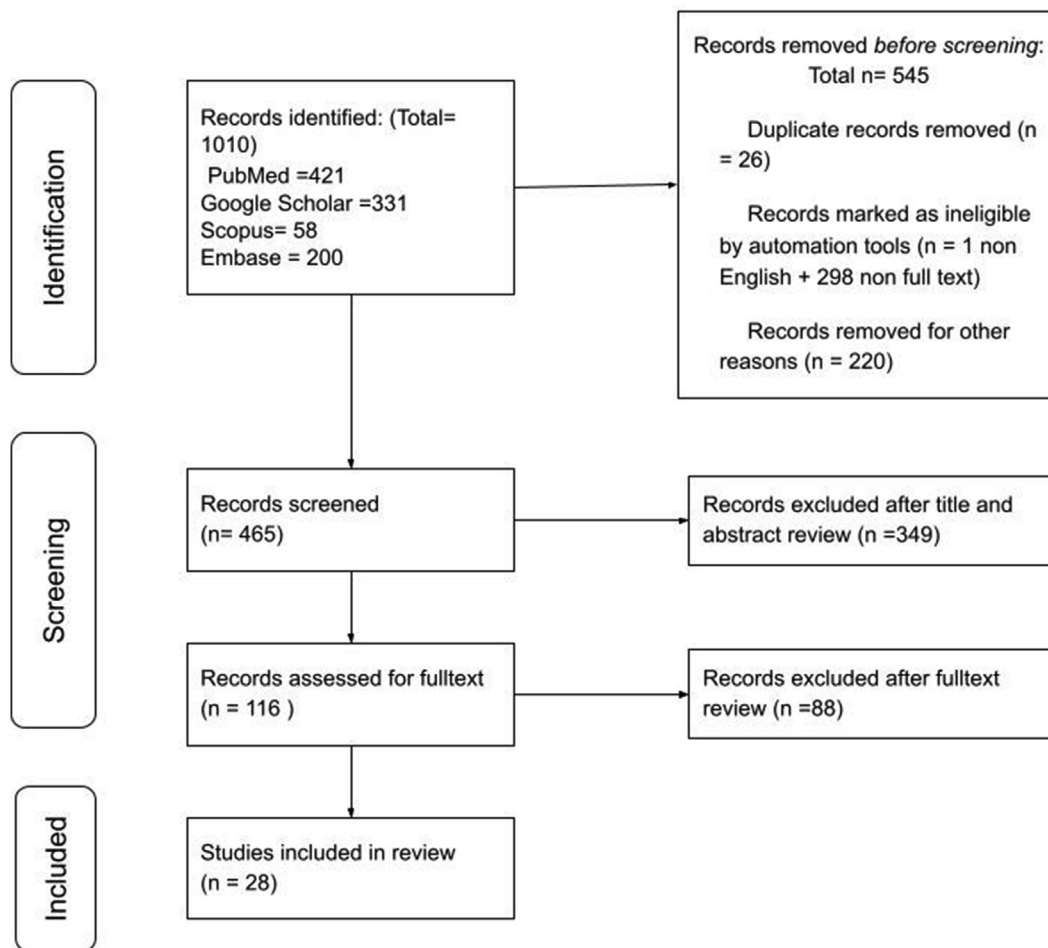 Identification
Records identified: (Total=
1010)
PubMed =421
Google Scholar =331
Scopus= 58
Embase = 200
Records removed before screening:
Total n= 545
Duplicate records removed (n
= 26)
Records marked as ineligible
by automation tools (n = 1 non
English + 298 non full text)
Records removed for other
reasons (n = 220)
Screening
Records screened
(n= 465)
Records excluded after title and
abstract review (n =349)
Records assessed for fulltext
(n = 116 )
Records excluded after fulltext
review (n =88)
Included
Studies included in review
(n = 28)